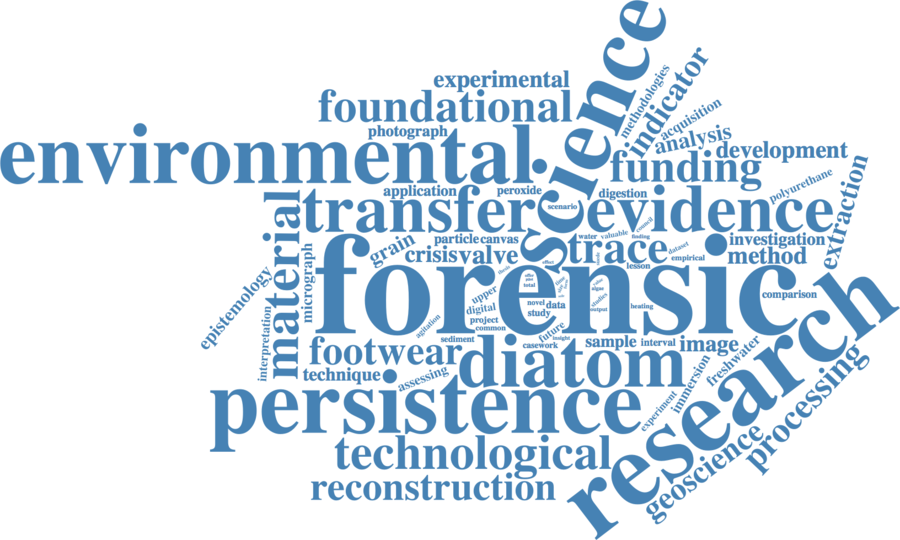 science
experimental
foundational
photograph
environmental
methodologies
indicator
acquisition
analysis
development
funding
application
peroxide
digestion
polyurethane
extraction
material
transfer
scenario
evidence
council
water
valuable
finding
grain
particle
canvas
trace
investigation
crisis
valve
dataset
empirical
method
lesson
micrograph
forensic
epistemology
interpretation
upper
total
algae
comparison
digital
novel
data
studies
output
beating
study
project
common
agitation
future
insight
sediment
casework
sample
interval
image
footwear
diatom
technique
assessing
freshwater
immersion
experiment
persistence
research
processing
technological
geoscience
reconstruction